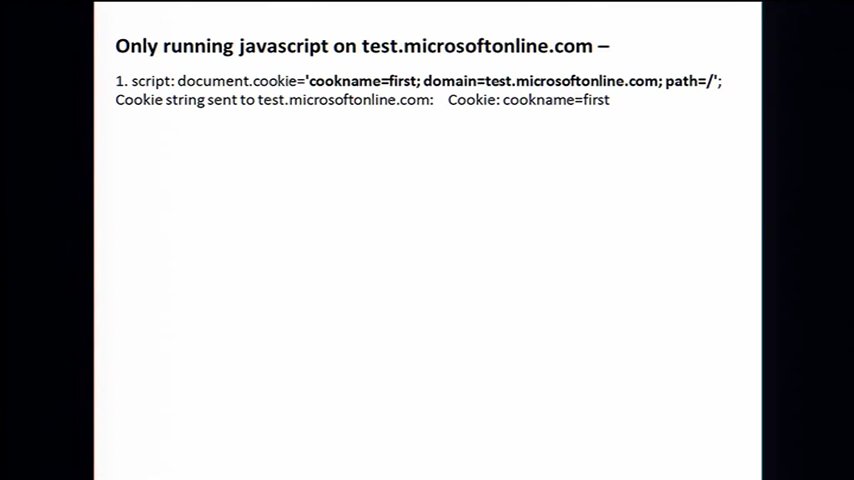 Only running javascript on test.microsoftonline.com –
1. script: document.cookie='cookname=first; domain=test.microsoftonline.com; path=/';
Cookie string sent to test.microsoftonline.com: Cookie: cookname=first